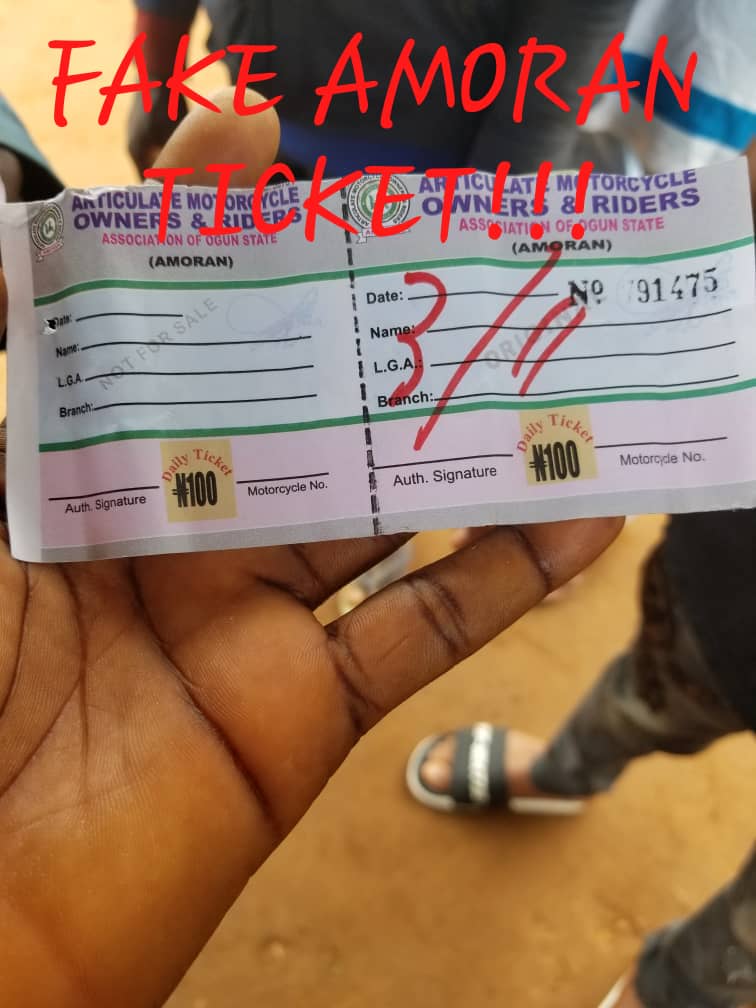 FAKE AMORAN
TICKET!!!
ARTICULATE MOTORCYCLE
OWNERS & RIDERS
ASSOCIATION OF OGUN STATE
(AMORAN)
Date:
Name:
L.G.A.
Branch:
NOT FOR SALE
Daily Ticket
₦100
Auth. Signature
Motorcycle No.
ARTICULATE MOTORCYCLE
OWNERS & RIDERS
ASSOCIATION OF OGUN STATE
(AMORAN)
Date:
Nº 91475
Name:
L.G.A.:
Branch:
3/11
Daily Ticket
₦100
Auth. Signature
Motorcycle No.